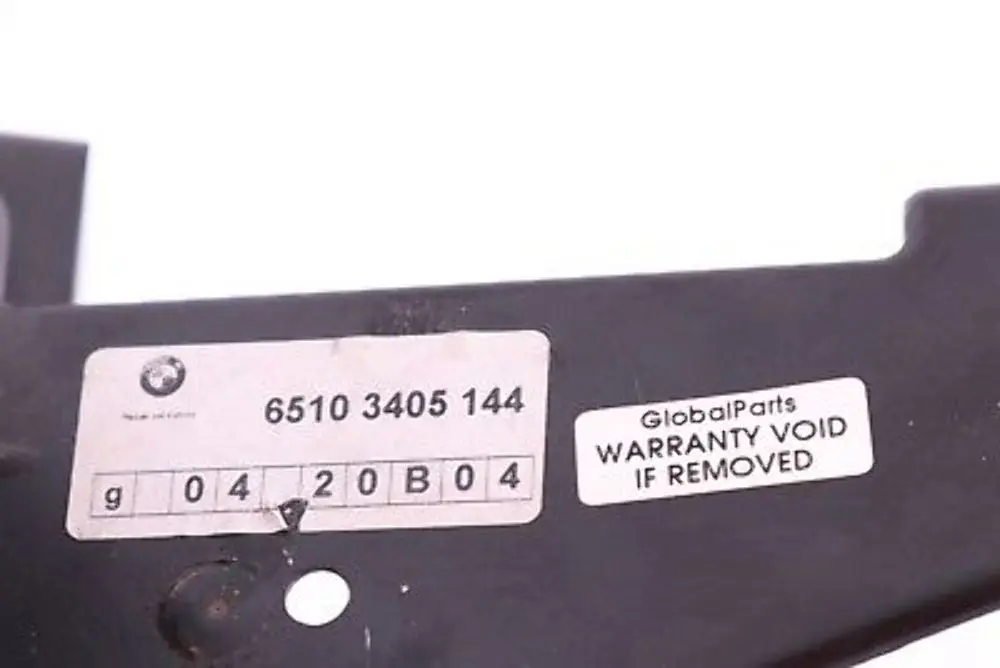 6510 3405 144
g 04 20B04
GlobalParts
WARRANTY VOID
IF REMOVED